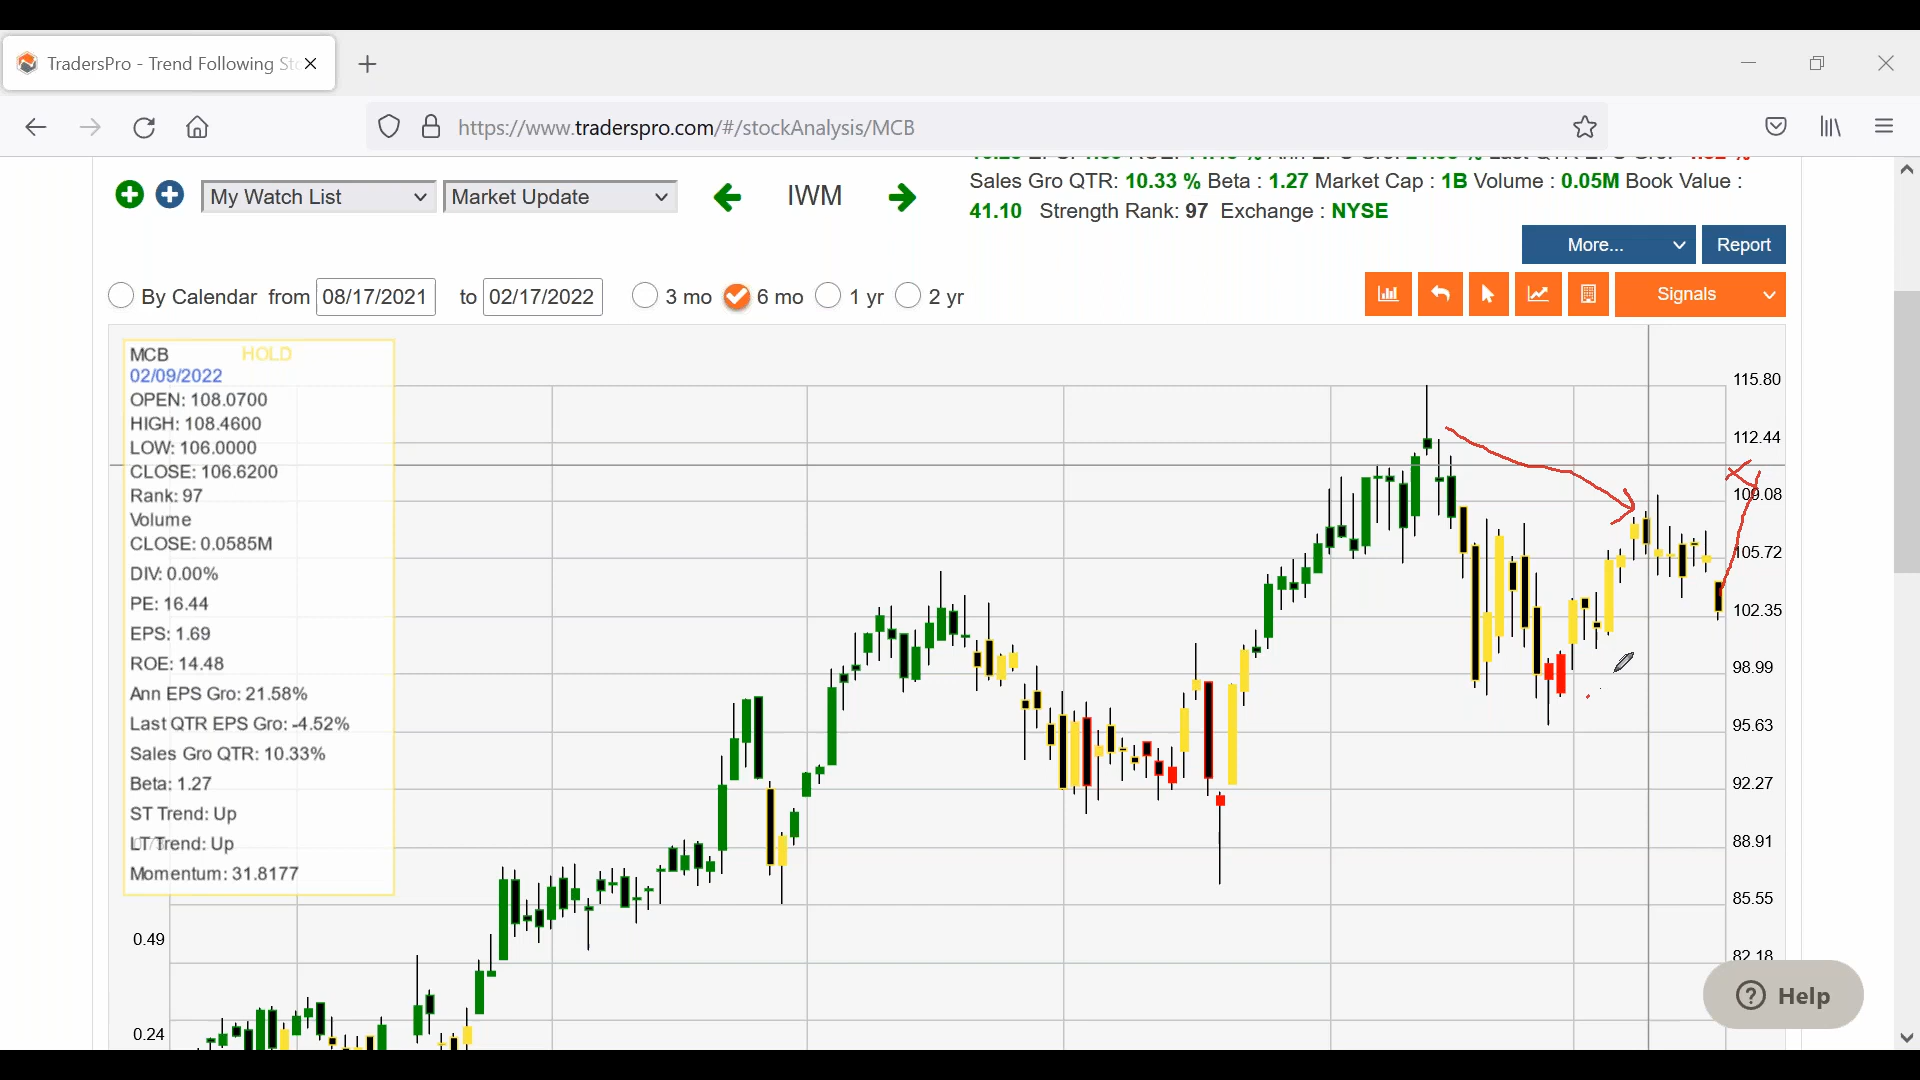 TradersPro - Trend Following Sto
https://www.traderspro.com/#/stockAnalysis/MCB
My Watch List
Market Update
IWM
Sales Gro QTR: 10.33 % Beta : 1.27 Market Cap : 1B Volume : 0.05M Book Value :
41.10 Strength Rank: 97 Exchange : NYSE
More...
Report
By Calendar from 08/17/2021 to 02/17/2022 3 mo 6 mo 1 yr 2 yr
Signals
MCB HOLD
02/09/2022
OPEN: 108.0700
HIGH: 108.4600
LOW: 106.0000
CLOSE: 106.6200
Rank: 97
Volume
CLOSE: 0.0585M
DIV: 0.00%
PE: 16.44
EPS: 1.69
ROE: 14.48
Ann EPS Gro: 21.58%
Last QTR EPS Gro: -4.52%
Sales Gro QTR: 10.33%
Beta: 1.27
ST Trend: Up
LT Trend: Up
Momentum: 31.8177
0.49
0.24
115.80
112.44
109.08
105.72
102.35
98.99
95.63
92.27
88.91
85.55
82.18
Help